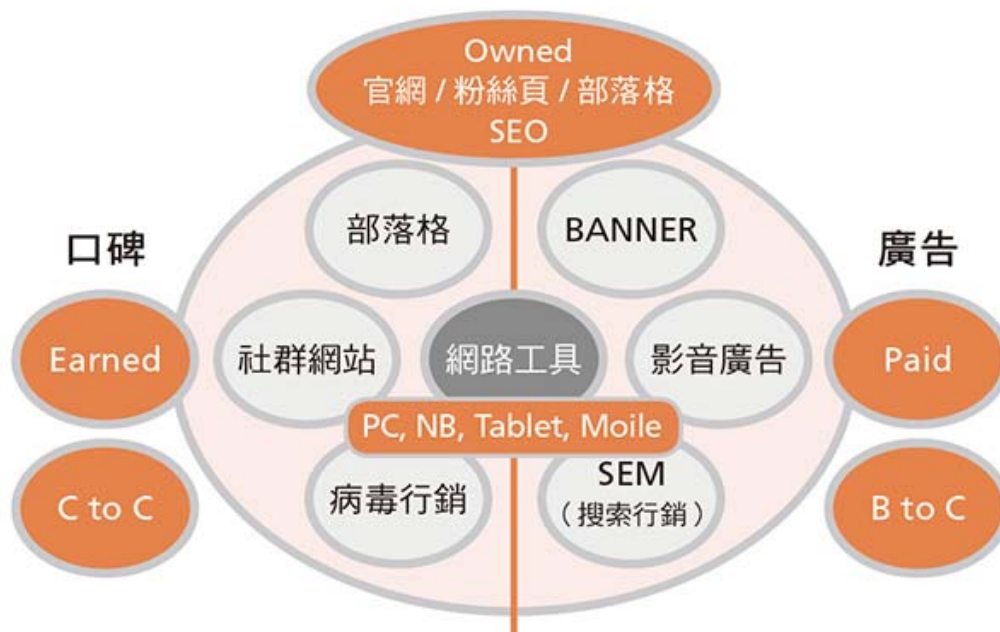 Owned
官網 / 粉絲頁 / 部落格
SEO
部落格
BANNER
口碑
廣告
Earned
社群網站
網路工具
影音廣告
Paid
PC, NB, Tablet, Moile
C to C
病毒行銷
SEM
（搜索行銷）
B to C